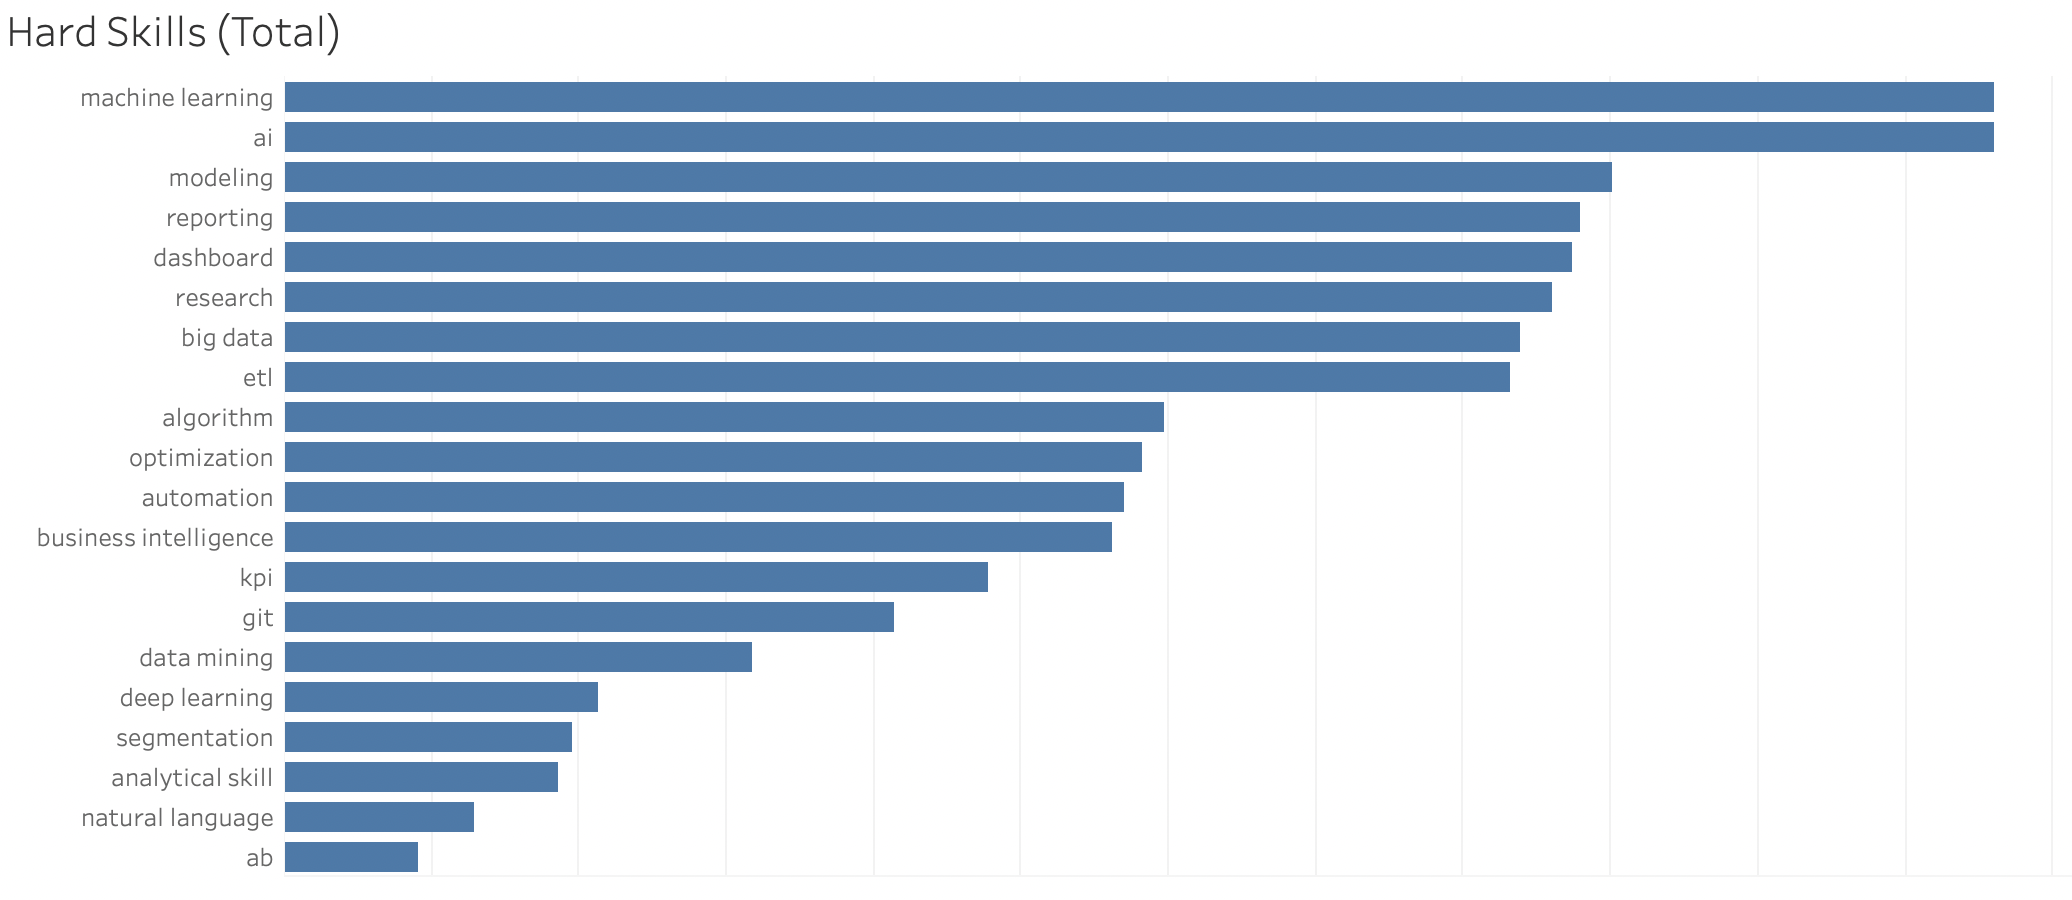 Hard Skills (Total)
machine learning
ai
modeling
reporting
dashboard
research
big data
etl
algorithm
optimization
automation
business intelligence
kpi
git
data mining
deep learning
segmentation
analytical skill
natural language
ab